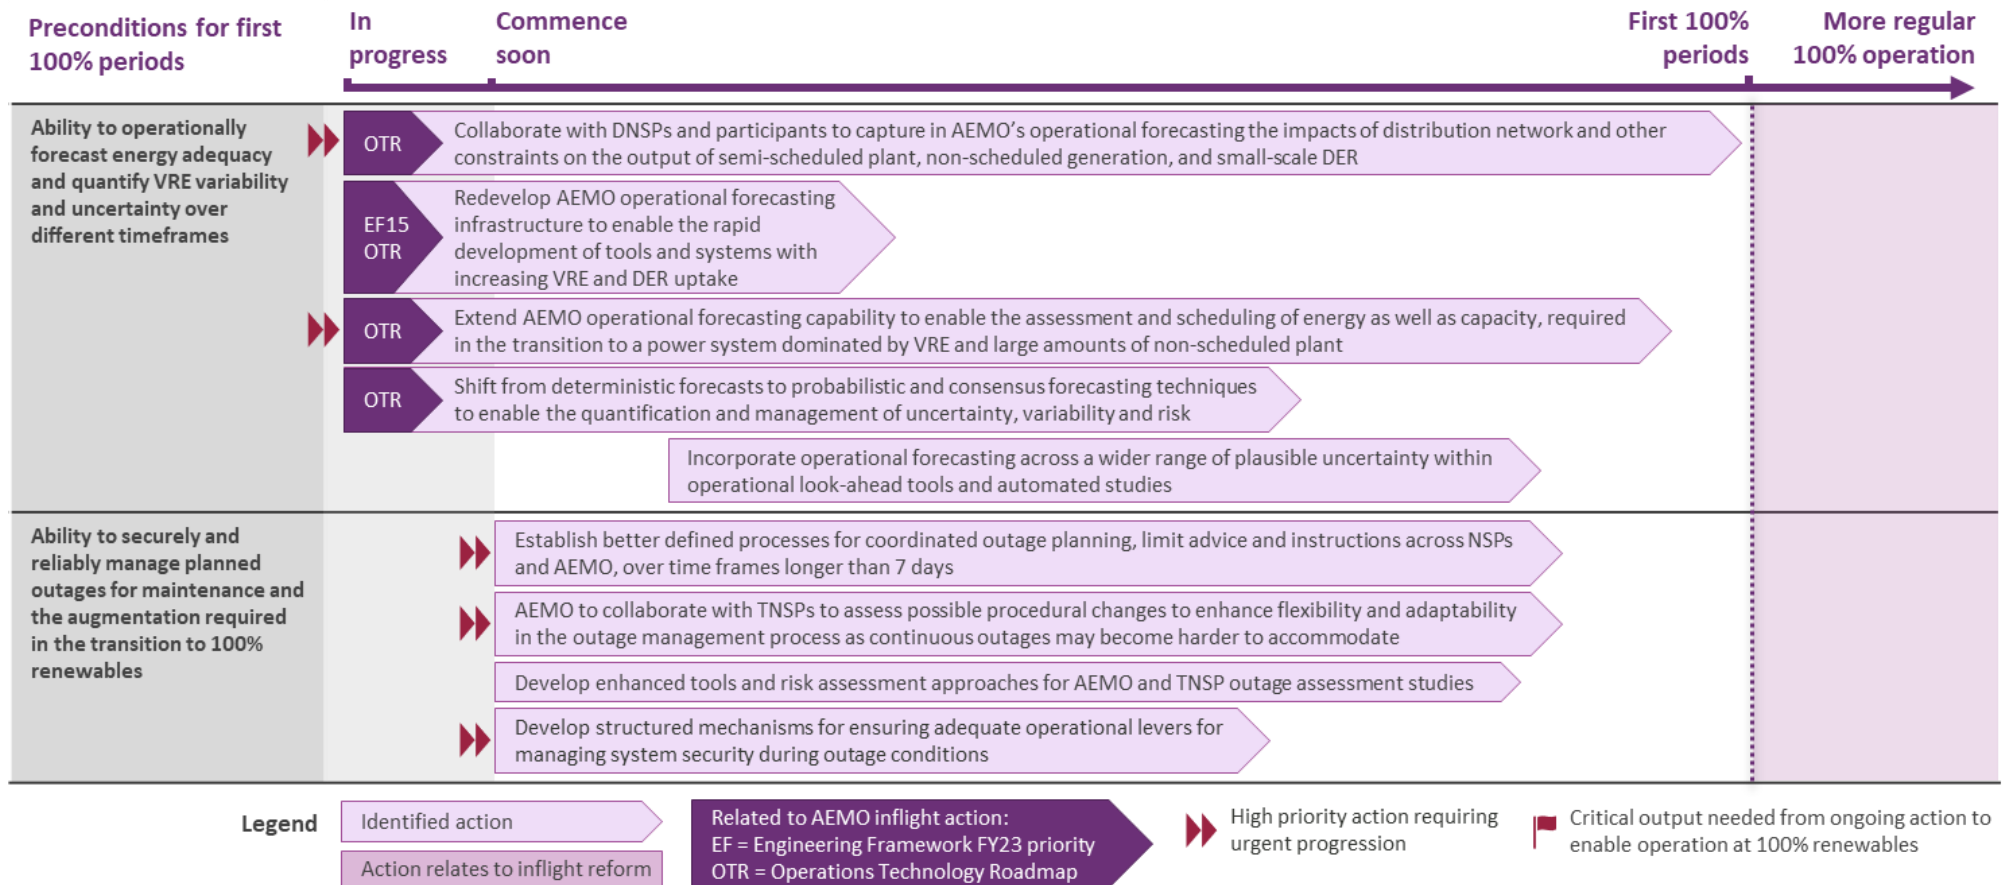 Preconditions for first
100% periods
In
progress
Commence
soon
First 100%
periods
More regular
100% operation
Ability to operationally
forecast energy adequacy
and quantify VRE variability
and uncertainty over
different timeframes
OTR
Collaborate with DNSPs and participants to capture in AEMO's operational forecasting the impacts of distribution network and other
constraints on the output of semi-scheduled plant, non-scheduled generation, and small-scale DER
EF15
OTR
Redevelop AEMO operational forecasting
infrastructure to enable the rapid
development of tools and systems with
increasing VRE and DER uptake
OTR
Extend AEMO operational forecasting capability to enable the assessment and scheduling of energy as well as capacity, required
in the transition to a power system dominated by VRE and large amounts of non-scheduled plant
OTR
Shift from deterministic forecasts to probabilistic and consensus forecasting techniques
to enable the quantification and management of uncertainty, variability and risk
Incorporate operational forecasting across a wider range of plausible uncertainty within
operational look-ahead tools and automated studies
Ability to securely and
reliably manage planned
outages for maintenance and
the augmentation required
in the transition to 100%
renewables
Establish better defined processes for coordinated outage planning, limit advice and instructions across NSPs
and AEMO, over time frames longer than 7 days
AEMO to collaborate with TNSPs to assess possible procedural changes to enhance flexibility and adaptability
in the outage management process as continuous outages may become harder to accommodate
Develop enhanced tools and risk assessment approaches for AEMO and TNSP outage assessment studies
Develop structured mechanisms for ensuring adequate operational levers for
managing system security during outage conditions
Legend
Identified action
Action relates to inflight reform
Related to AEMO inflight action:
EF = Engineering Framework FY23 priority
OTR = Operations Technology Roadmap
High priority action requiring
urgent progression
Critical output needed from ongoing action to
enable operation at 100% renewables